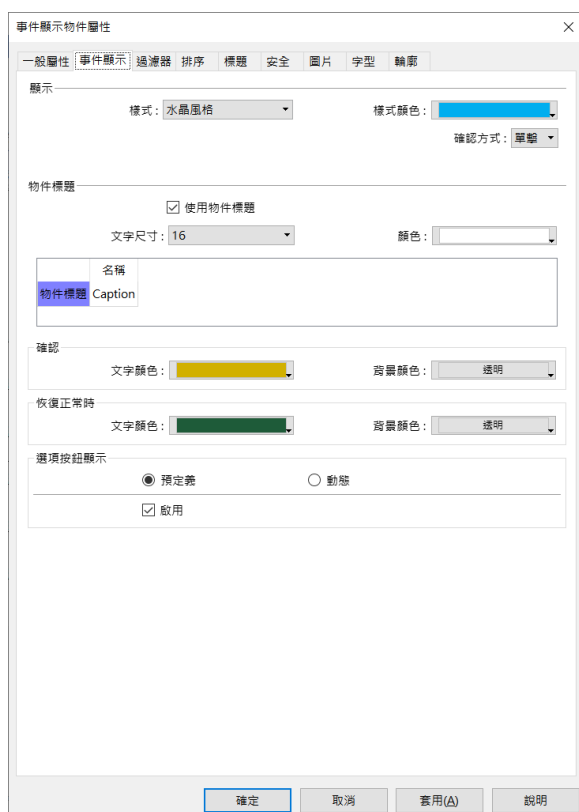 事件顯示物件屬性
一般屬性 事件顯示 過濾器 排序 標題 安全 圖片 字型 輪廓
顯示
樣式 : 水晶風格 樣式顏色 :
確認方式 : 單擊
物件標題
使用物件標題
文字尺寸 : 16 顏色 :
名稱
物件標題 Caption
確認
文字顏色 : 背景顏色 : 透明
恢復正常時
文字顏色 : 背景顏色 : 透明
選項按鈕顯示
預定義 動態
啟用
確定 取消 套用(A) 說明